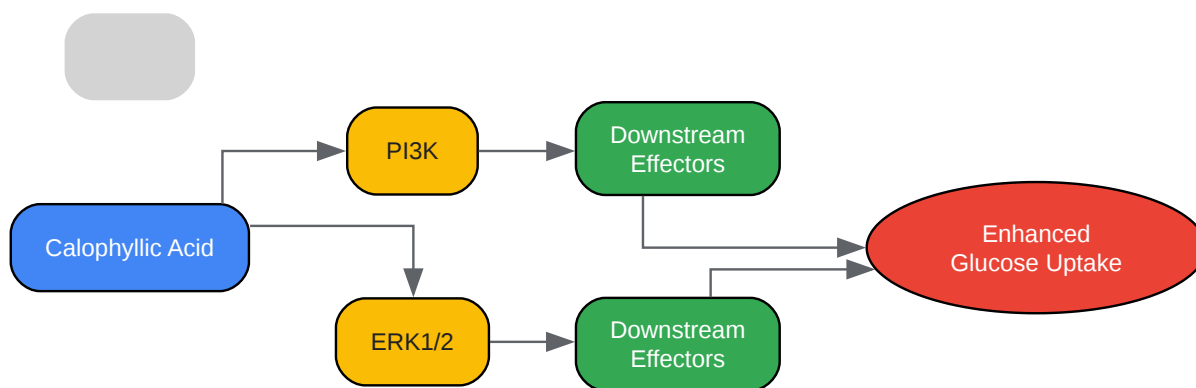 PI3K
Downstream
Effectors
Calophyllic Acid
Enhanced
Glucose Uptake
ERK1/2
Downstream
Effectors